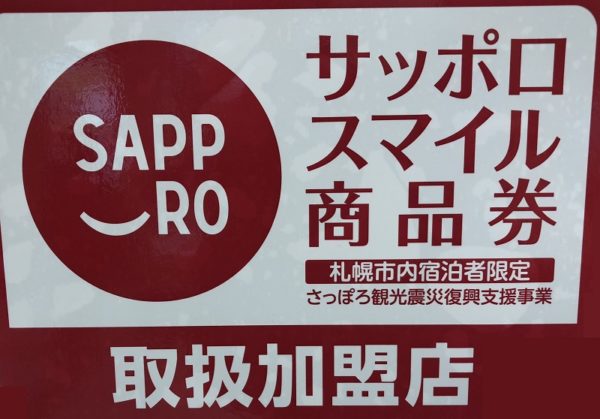 SAPP
RO
サッポロ
スマイル
商品券
札幌市内宿泊者限定
さっぽろ観光震災復興支援事業
取扱加盟店